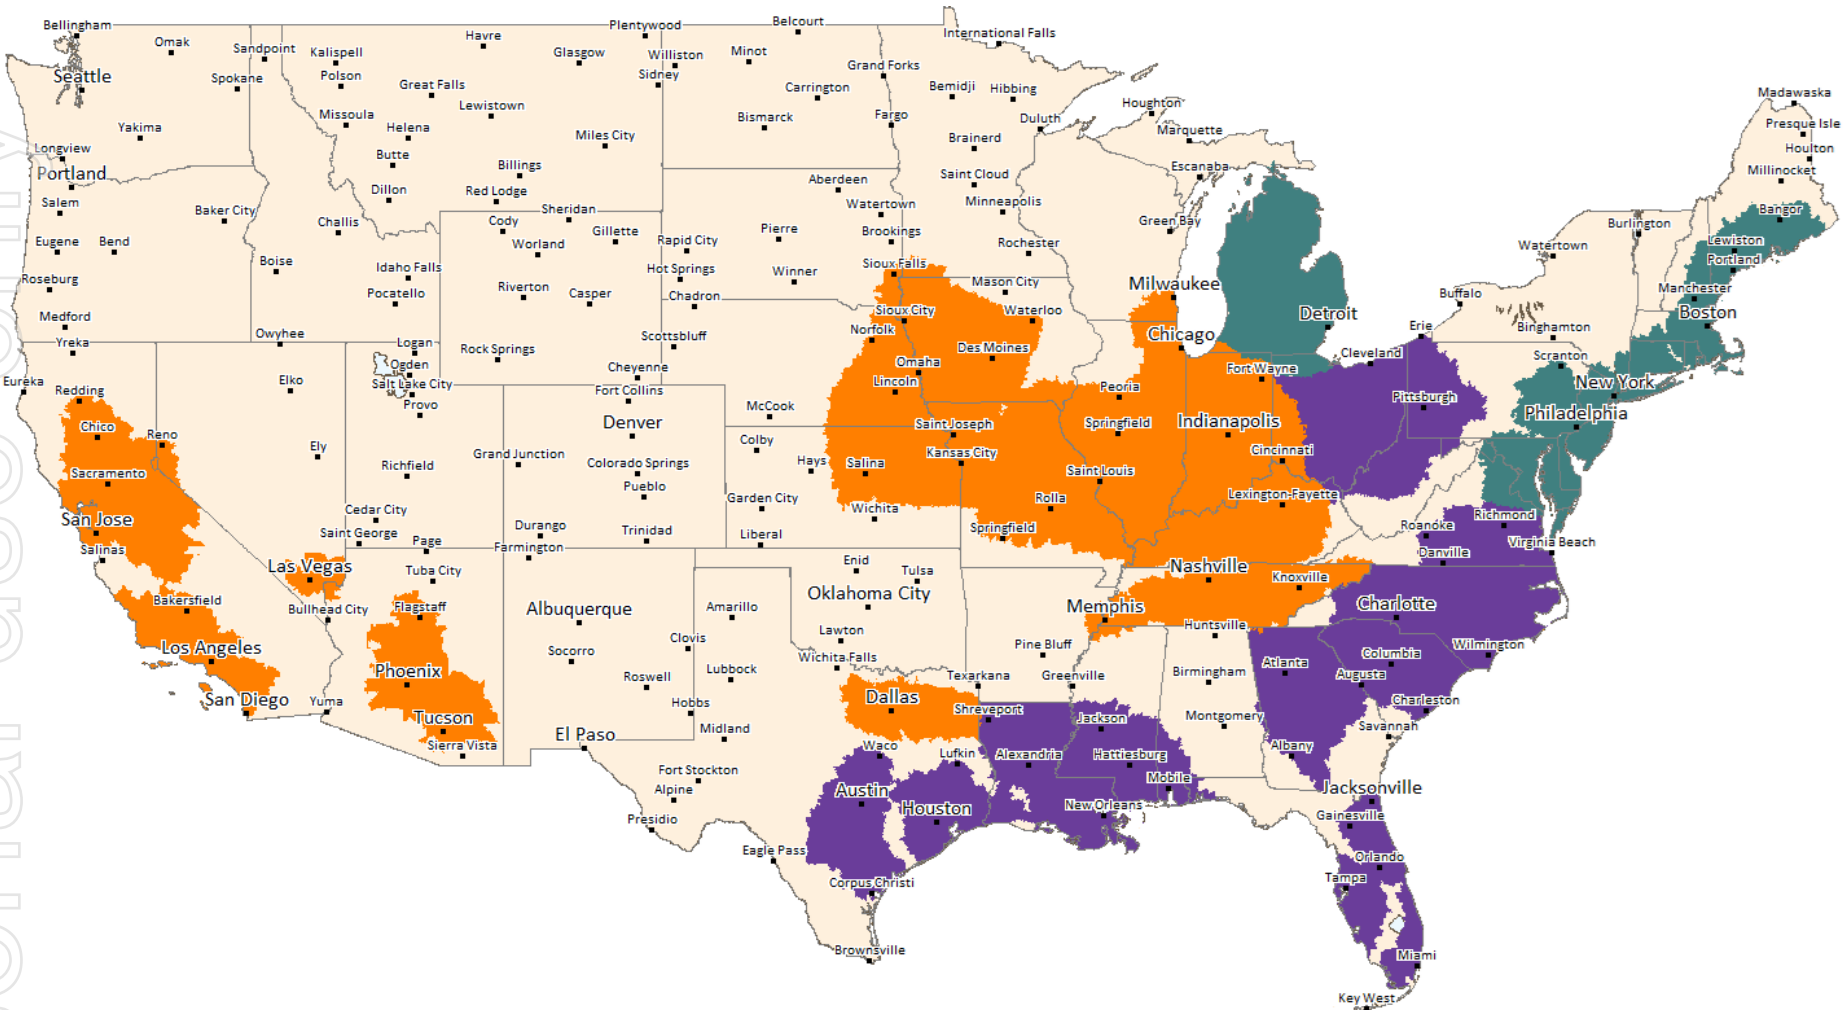 Bellingham
Omak
Sandpoint
Kalispell
Havre
Plentywood
Belcourt
International Falls
Glasgow
Williston
Minot
Seattle
Spokane
Polson
Great Falls
Sidney
Grand Forks
Carrington
Bemidji
Hibbing
Houghton
Madawaska
Missoula
Lewistown
Yakima
Helena
Miles City
Bismarck
Fargo
Duluth
Marquette
Presque Isle
Brainerd
Longview
Butte
Billings
Escanaba
Houlton
Portland
Dillon
Red Lodge
Aberdeen
Saint Cloud
Millinocket
Salem
Baker City
Challis
Cody
Sheridan
Gillette
Watertown
Minneapolis
Green Bay
Bangor
Burlington
Eugene
Bend
Worland
Rapid City
Pierre
Brookings
Rochester
Watertown
Lewiston
Boise
Idaho Falls
Hot Springs
Winner
Sioux Falls
Portland
Roseburg
Pocatello
Riverton
Casper
Chadron
Mason City
Milwaukee
Buffalo
Manchester
Medford
Sioux City
Waterloo
Detroit
Boston
Owyhee
Scottsbluff
Norfolk
Chicago
Erie
Binghamton
Yreka
Logan
Rock Springs
Des Moines
Cleveland
Scranton
Ogden
Cheyenne
Omaha
Fort Wayne
Eureka
Redding
Elko
Salt Lake City
Fort Collins
Lincoln
Peoria
New York
Provo
McCook
Pittsburgh
Chico
Reno
Denver
Saint Joseph
Springfield
Indianapolis
Philadelphia
Ely
Grand Junction
Colby
Kansas City
Cincinnati
Sacramento
Richfield
Colorado Springs
Hays
Salina
Saint Louis
Pueblo
Garden City
Rolla
Lexington-Fayette
San Jose
Cedar City
Wichita
Springfield
Roanoke
Richmond
Saint George
Durango
Trinidad
Liberal
Salinas
Page
Farmington
Danville
Virginia Beach
Las Vegas
Tuba City
Enid
Tulsa
Nashville
Knoxville
Bakersfield
Bullhead City
Flagstaff
Albuquerque
Amarillo
Oklahoma City
Memphis
Charlotte
Los Angeles
Socorro
Clovis
Lawton
Pine Bluff
Huntsville
Wilmington
Phoenix
Roswell
Lubbock
Wichita Falls
Texarkana
Greenville
Birmingham
Atlanta
Columbia
San Diego
Yuma
Hobbs
Dallas
Shreveport
Augusta
Charleston
Tucson
Midland
Jackson
Montgomery
Savannah
Sierra Vista
El Paso
Waco
Lufkin
Alexandria
Hattiesburg
Albany
Fort Stockton
Mobile
Alpine
Austin
Houston
New Orleans
Jacksonville
Presidio
Gainesville
Eagle Pass
Orlando
Corpus Christi
Tampa
Brownsville
Miami
Key West